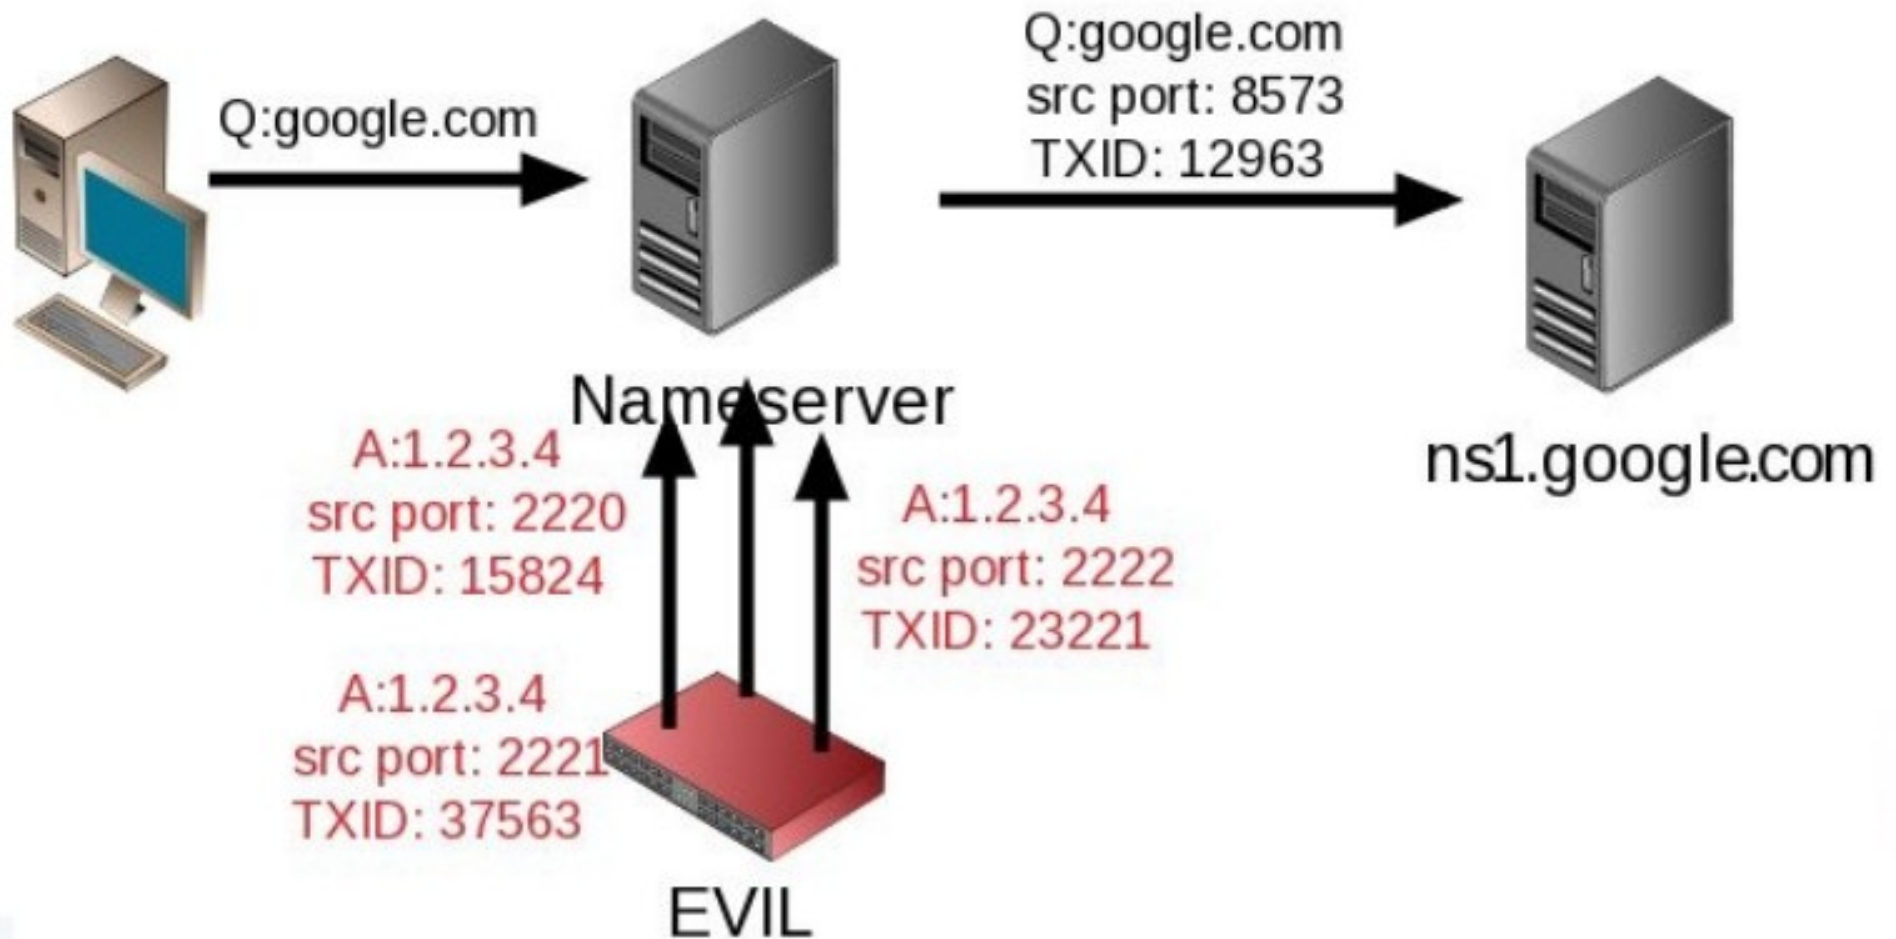 Q:google.com
Q:google.com
src port: 8573
TXID: 12963
Nameserver
ns1.google.com
A:1.2.3.4
src port: 2220
TXID: 15824
A:1.2.3.4
src port: 2222
TXID: 23221
A:1.2.3.4
src port: 2221
TXID: 37563
EVIL